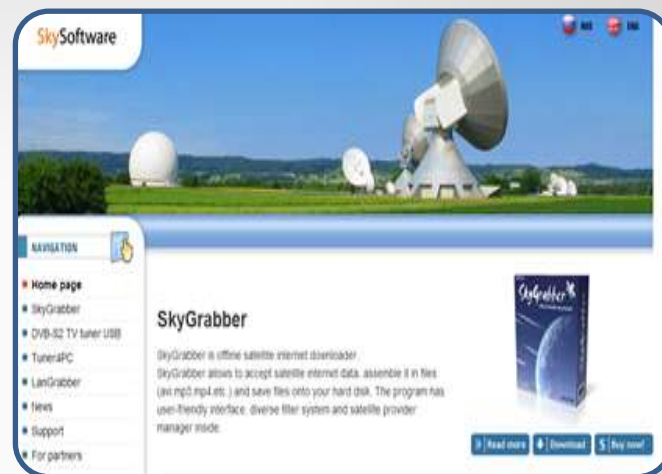 SkySoftware
RUS ENG
NAVIGATION
Home page
SkyGrabber
DVB-S2 TV tuner USB
Tuner4PC
LanGrabber
News
Support
For partners
SkyGrabber
SkyGrabber is offline satellite internet downloader.
SkyGrabber allows to accept satellite internet data, assemble it in files
(avi,mp3,mp4.etc.) and save files onto your hard disk. The program has
user-friendly interface, diverse filter system and satellite provider
manager inside.
SkyGrabber
Read more Download $ Buy now!